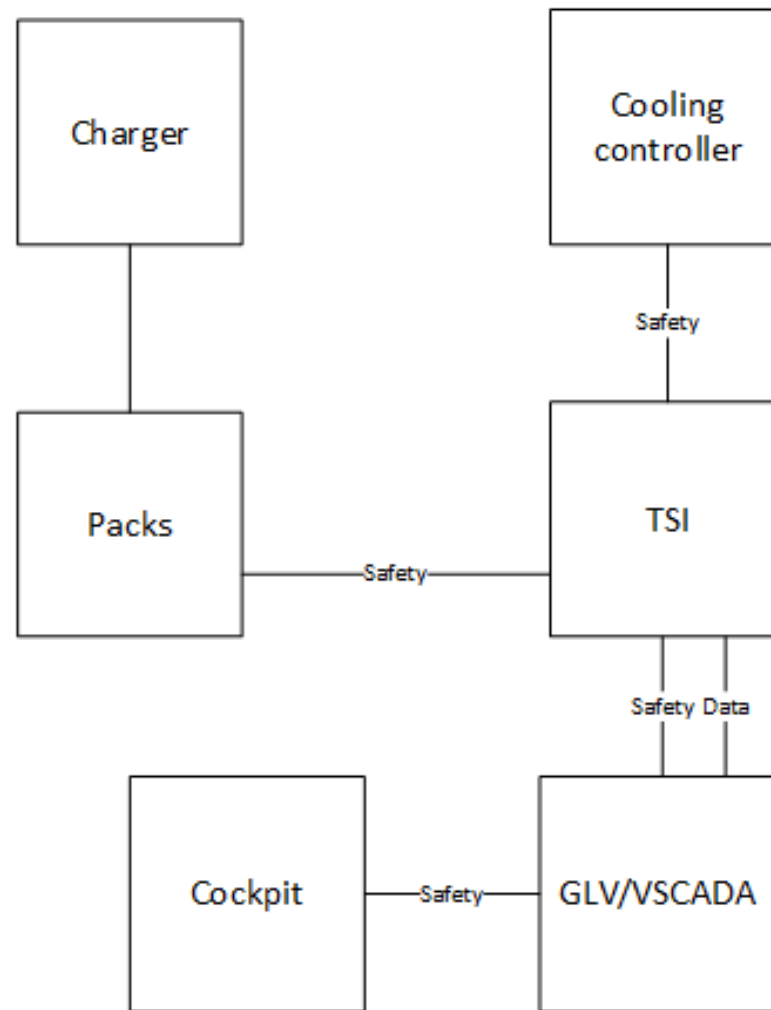 Charger
Cooling
controller
Safety
Packs
TSI
Safety
Safety Data
Cockpit
Safety
GLV/VSCADA